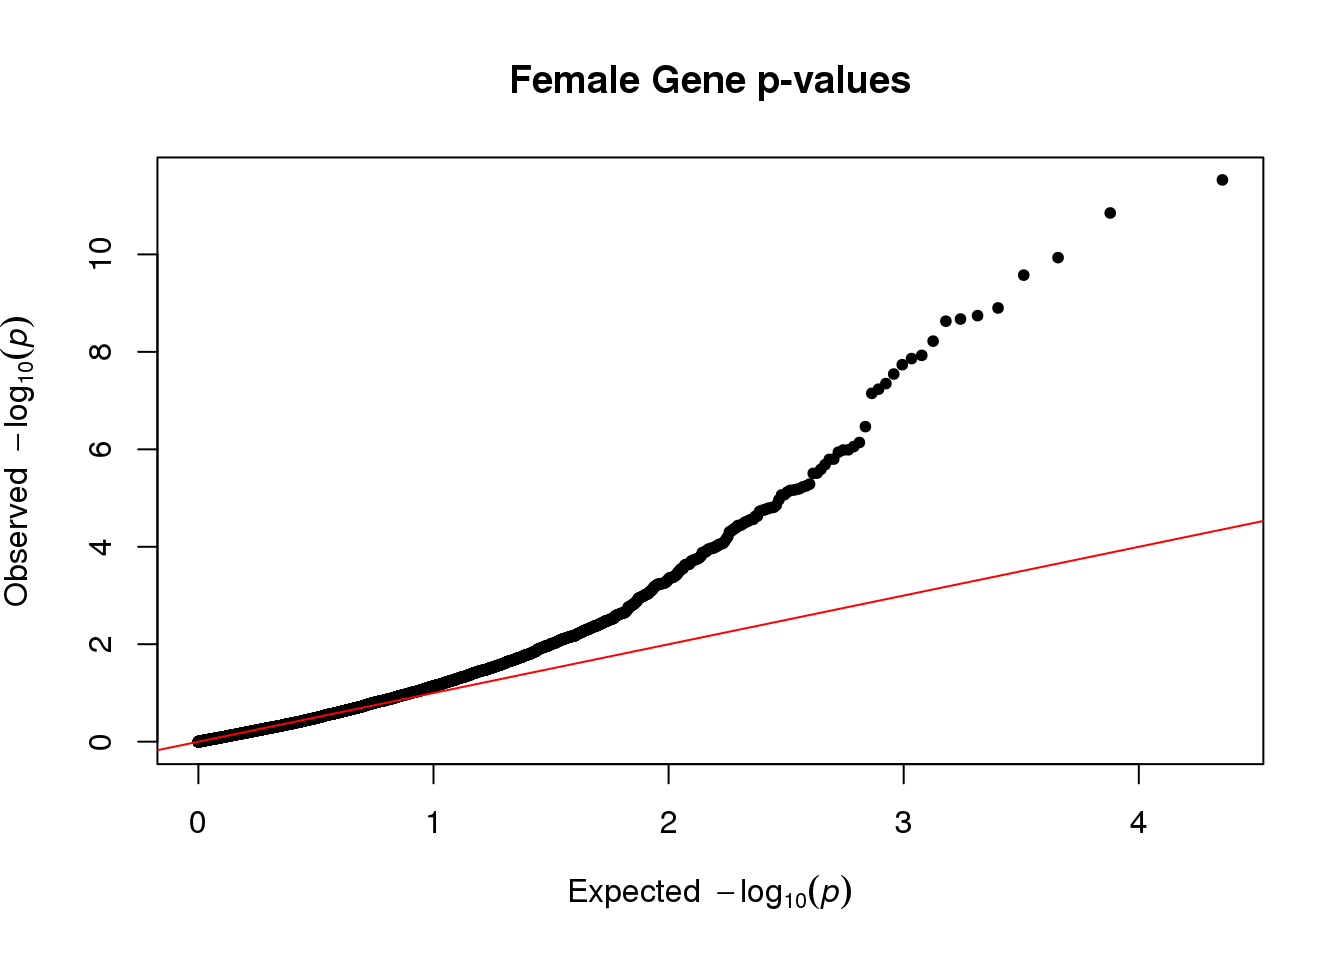 Female Gene p-values
Observed −log₁₀(p)
10
8
6
4
2
0
0 1 2 3 4
Expected −log₁₀(p)